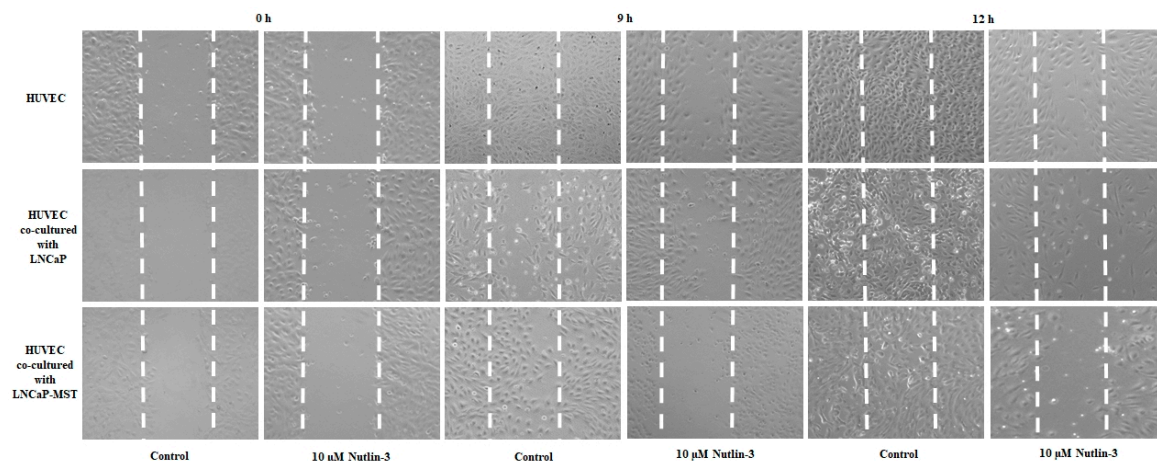 0 h
9 h
12 h
HUVEC
HUVEC
co-cultured
with
LNCaP
HUVEC
co-cultured
with
LNCaP-MST
Control
10 µM Nutlin-3
Control
10 µM Nutlin-3
Control
10 µM Nutlin-3